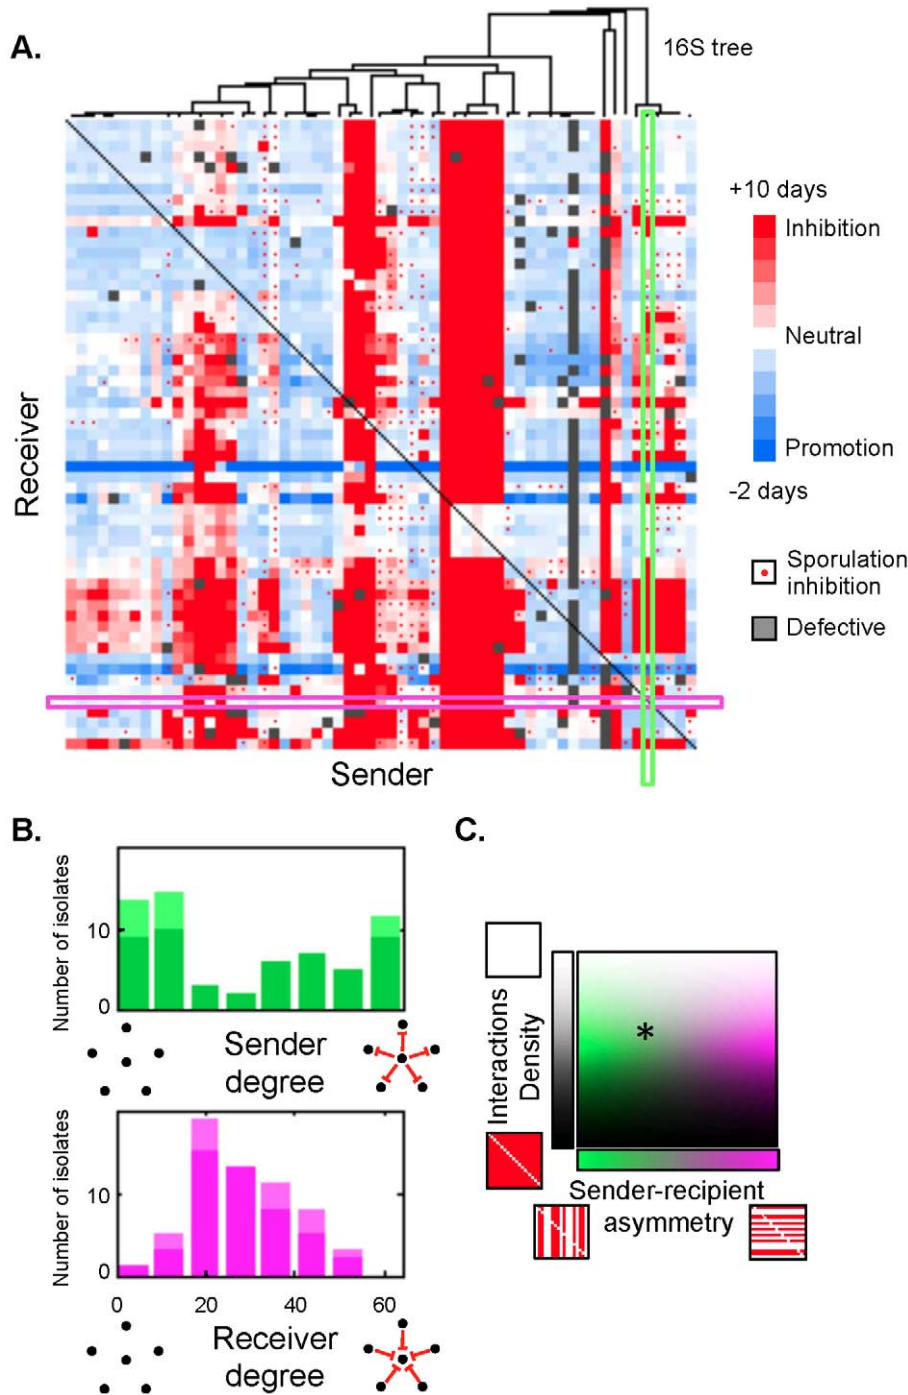 A.
16S tree
+10 days
Inhibition
Neutral
Promotion
-2 days
Sporulation
inhibition
Defective
Receiver
Sender
B.
Number of isolates
10
0
Sender
degree
Number of isolates
10
0
0 20 40 60
Receiver
degree
C.
Interactions
Density
*
Sender-recipient
asymmetry